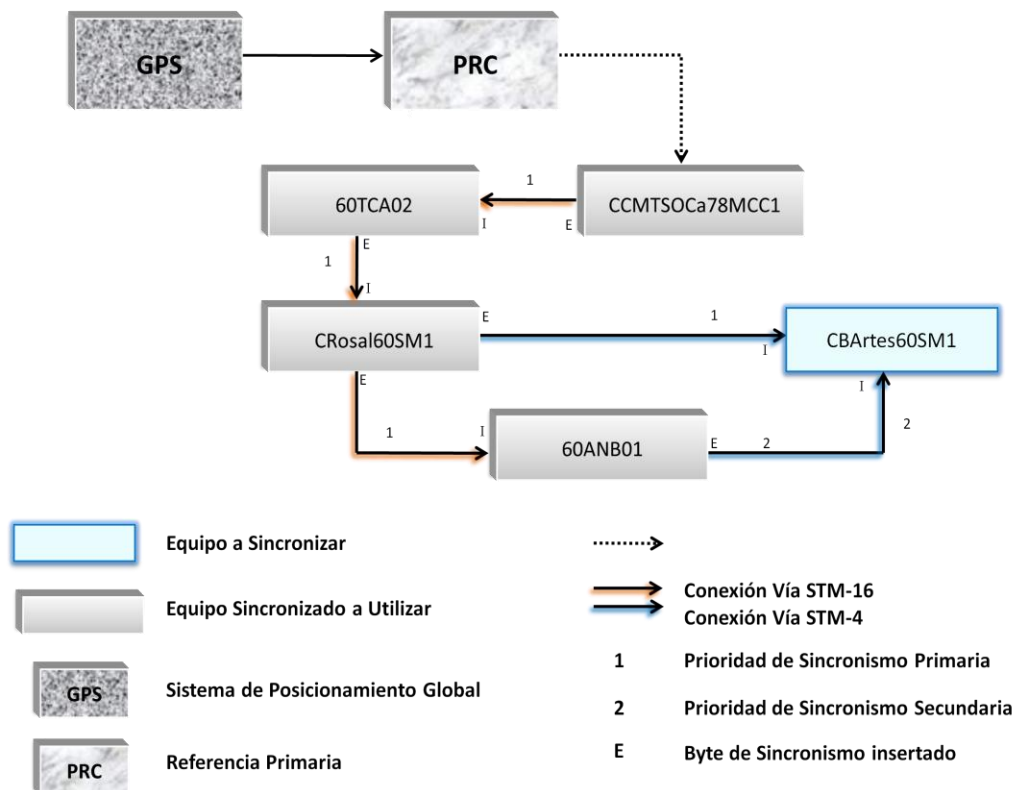 GPS
PRC
60TCA02
1
I
E
CCMTSOCa78MCC1
E
1
I
CRosal60SM1
E
1
I
CBArtes60SM1
E
1
I
60ANB01
E
2
I
2
Equipo a Sincronizar
Equipo Sincronizado a Utilizar
GPS
Sistema de Posicionamiento Global
PRC
Referencia Primaria
Conexión Vía STM-16
Conexión Vía STM-4
1 Prioridad de Sincronismo Primaria
2 Prioridad de Sincronismo Secundaria
E Byte de Sincronismo insertado